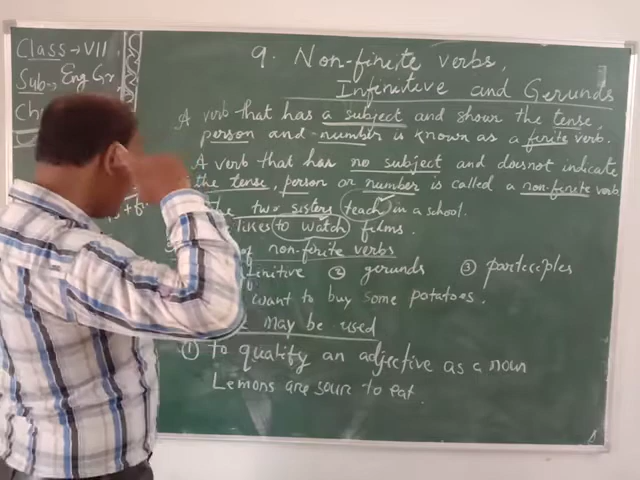 Class → VII
Sub → Eng Gr
Ch
9. Non-finite verbs,
Infinitive and Gerunds
A verb that has a subject and show the tense,
person and number is known as a finite verb.
A verb that has no subject and doesnot indicate
the tense, person or number is called a non-finite verb
The two sisters teach in a school.
likes to watch films.
of non-finite verbs
finitive ② gerunds ③ participles
want to buy some potatoes.
may be used
① to qualify an adjective as a noun
Lemons are sour to eat.